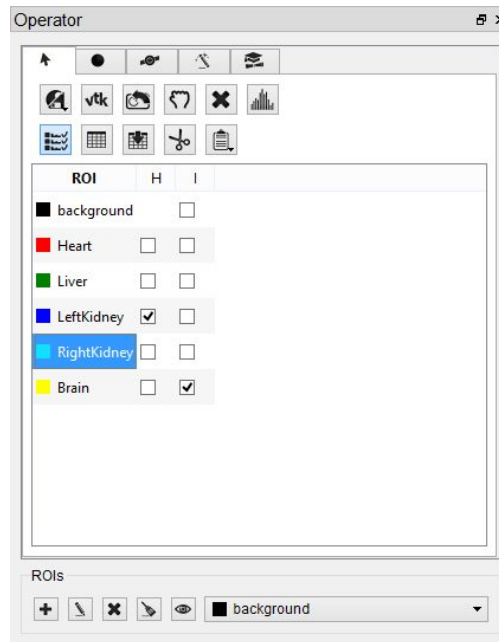 Operator
vtk
ROI H I
background
Heart
Liver
LeftKidney
RightKidney
Brain
ROIs
background